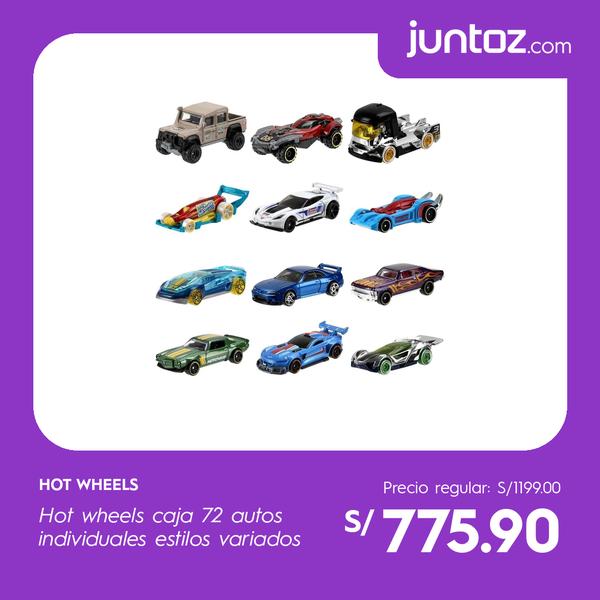 juntoz.com
HOT WHEELS
Hot wheels caja 72 autos
individuales estilos variados
Precio regular: S/1199.00
S/775.90